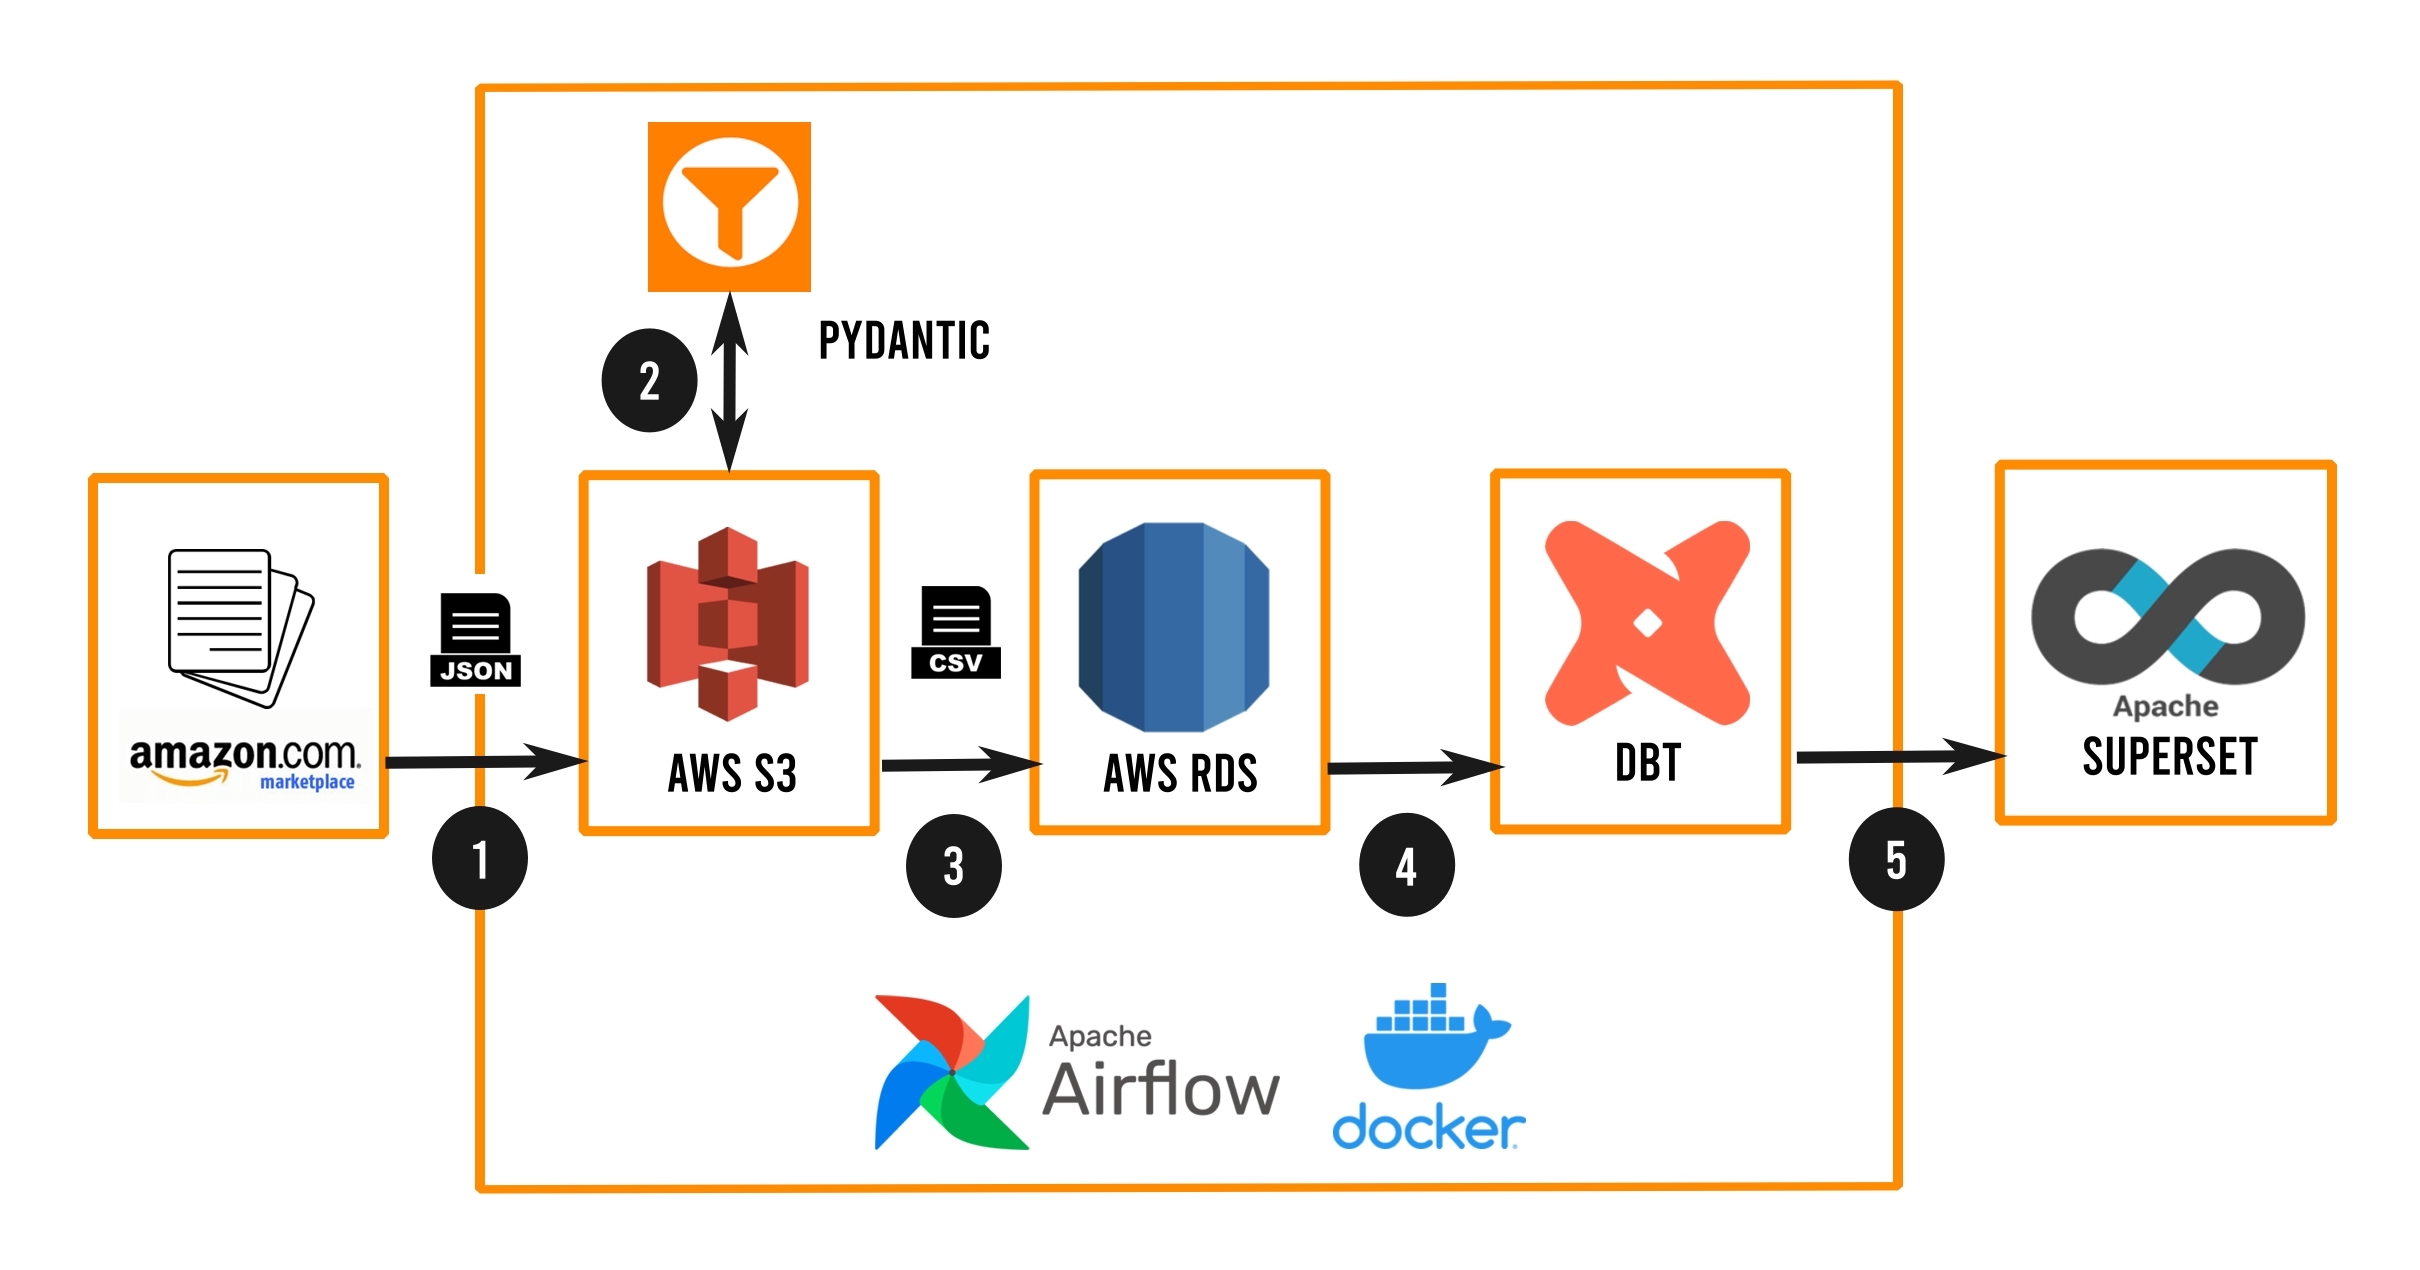 PYDANTIC
2
JSON
CSV
amazon.com.
marketplace
AWS S3
AWS RDS
DBT
Apache
SUPERSET
1
3
4
5
Apache
Airflow
docker